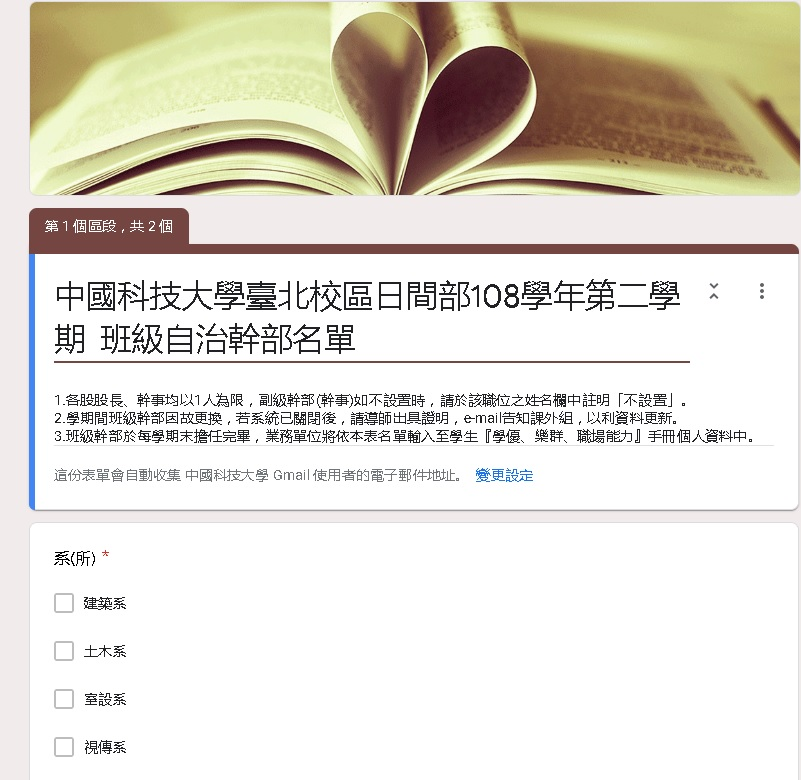 第 1 個區段，共 2 個
中國科技大學臺北校區日間部108學年第二學
期 班級自治幹部名單
1.各股股長、幹事均以1人為限，副級幹部(幹事)如不設置時，請於該職位之姓名欄中註明「不設置」。
2.學期間班級幹部因故更換，若系統已關閉後，請導師出具證明，e-mail告知課外組，以利資料更新。
3.班級幹部於每學期末擔任完畢，業務單位將依本表名單輸入至學生『學優、樂群、職場能力』手冊個人資料中。
這份表單會自動收集 中國科技大學 Gmail 使用者的電子郵件地址。 變更設定
系(所) *
建築系
土木系
室設系
視傳系